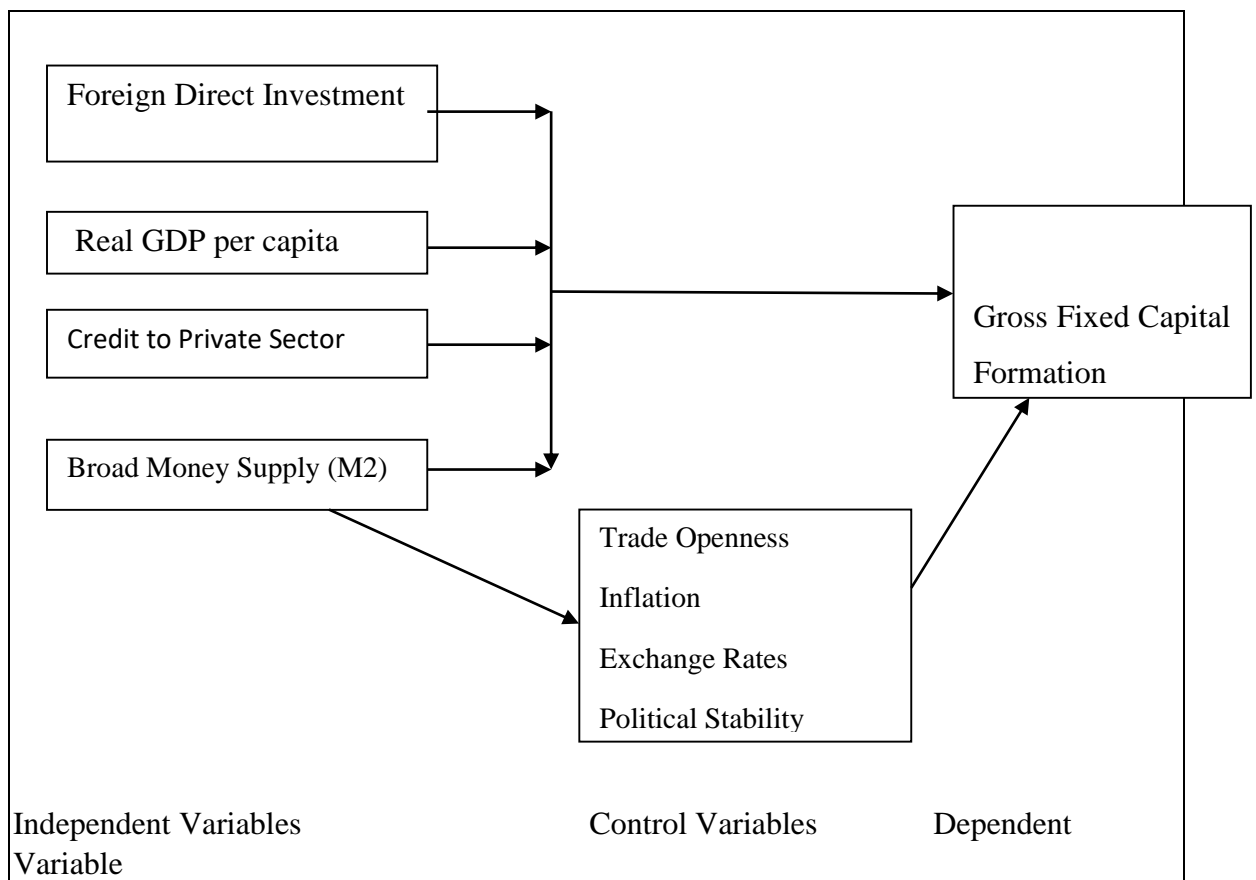 Foreign Direct Investment
Real GDP per capita
Credit to Private Sector
Broad Money Supply (M2)
Gross Fixed Capital
Formation
Trade Openness
Inflation
Exchange Rates
Political Stability
Independent Variables Control Variables Dependent
Variable